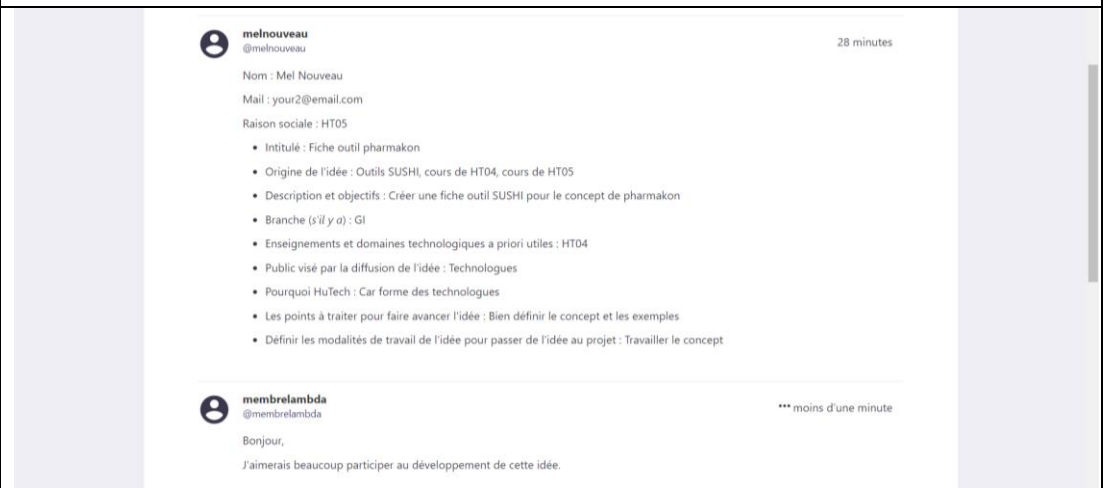 melnouveau
@melnouveau
28 minutes
Nom : Mel Nouveau
Mail : your2@email.com
Raison sociale : HT05
• Intitulé : Fiche outil pharmakon
• Origine de l'idée : Outils SUSHI, cours de HT04, cours de HT05
• Description et objectifs : Créer une fiche outil SUSHI pour le concept de pharmakon
• Branche (s'il y a) : GI
• Enseignements et domaines technologiques a priori utiles : HT04
• Public visé par la diffusion de l'idée : Technologues
• Pourquoi HuTech : Car forme des technologues
• Les points à traiter pour faire avancer l'idée : Bien définir le concept et les exemples
• Définir les modalités de travail de l'idée pour passer de l'idée au projet : Travailler le concept
membrelambda
@membrelambda
••• moins d'une minute
Bonjour,
J'aimerais beaucoup participer au développement de cette idée.